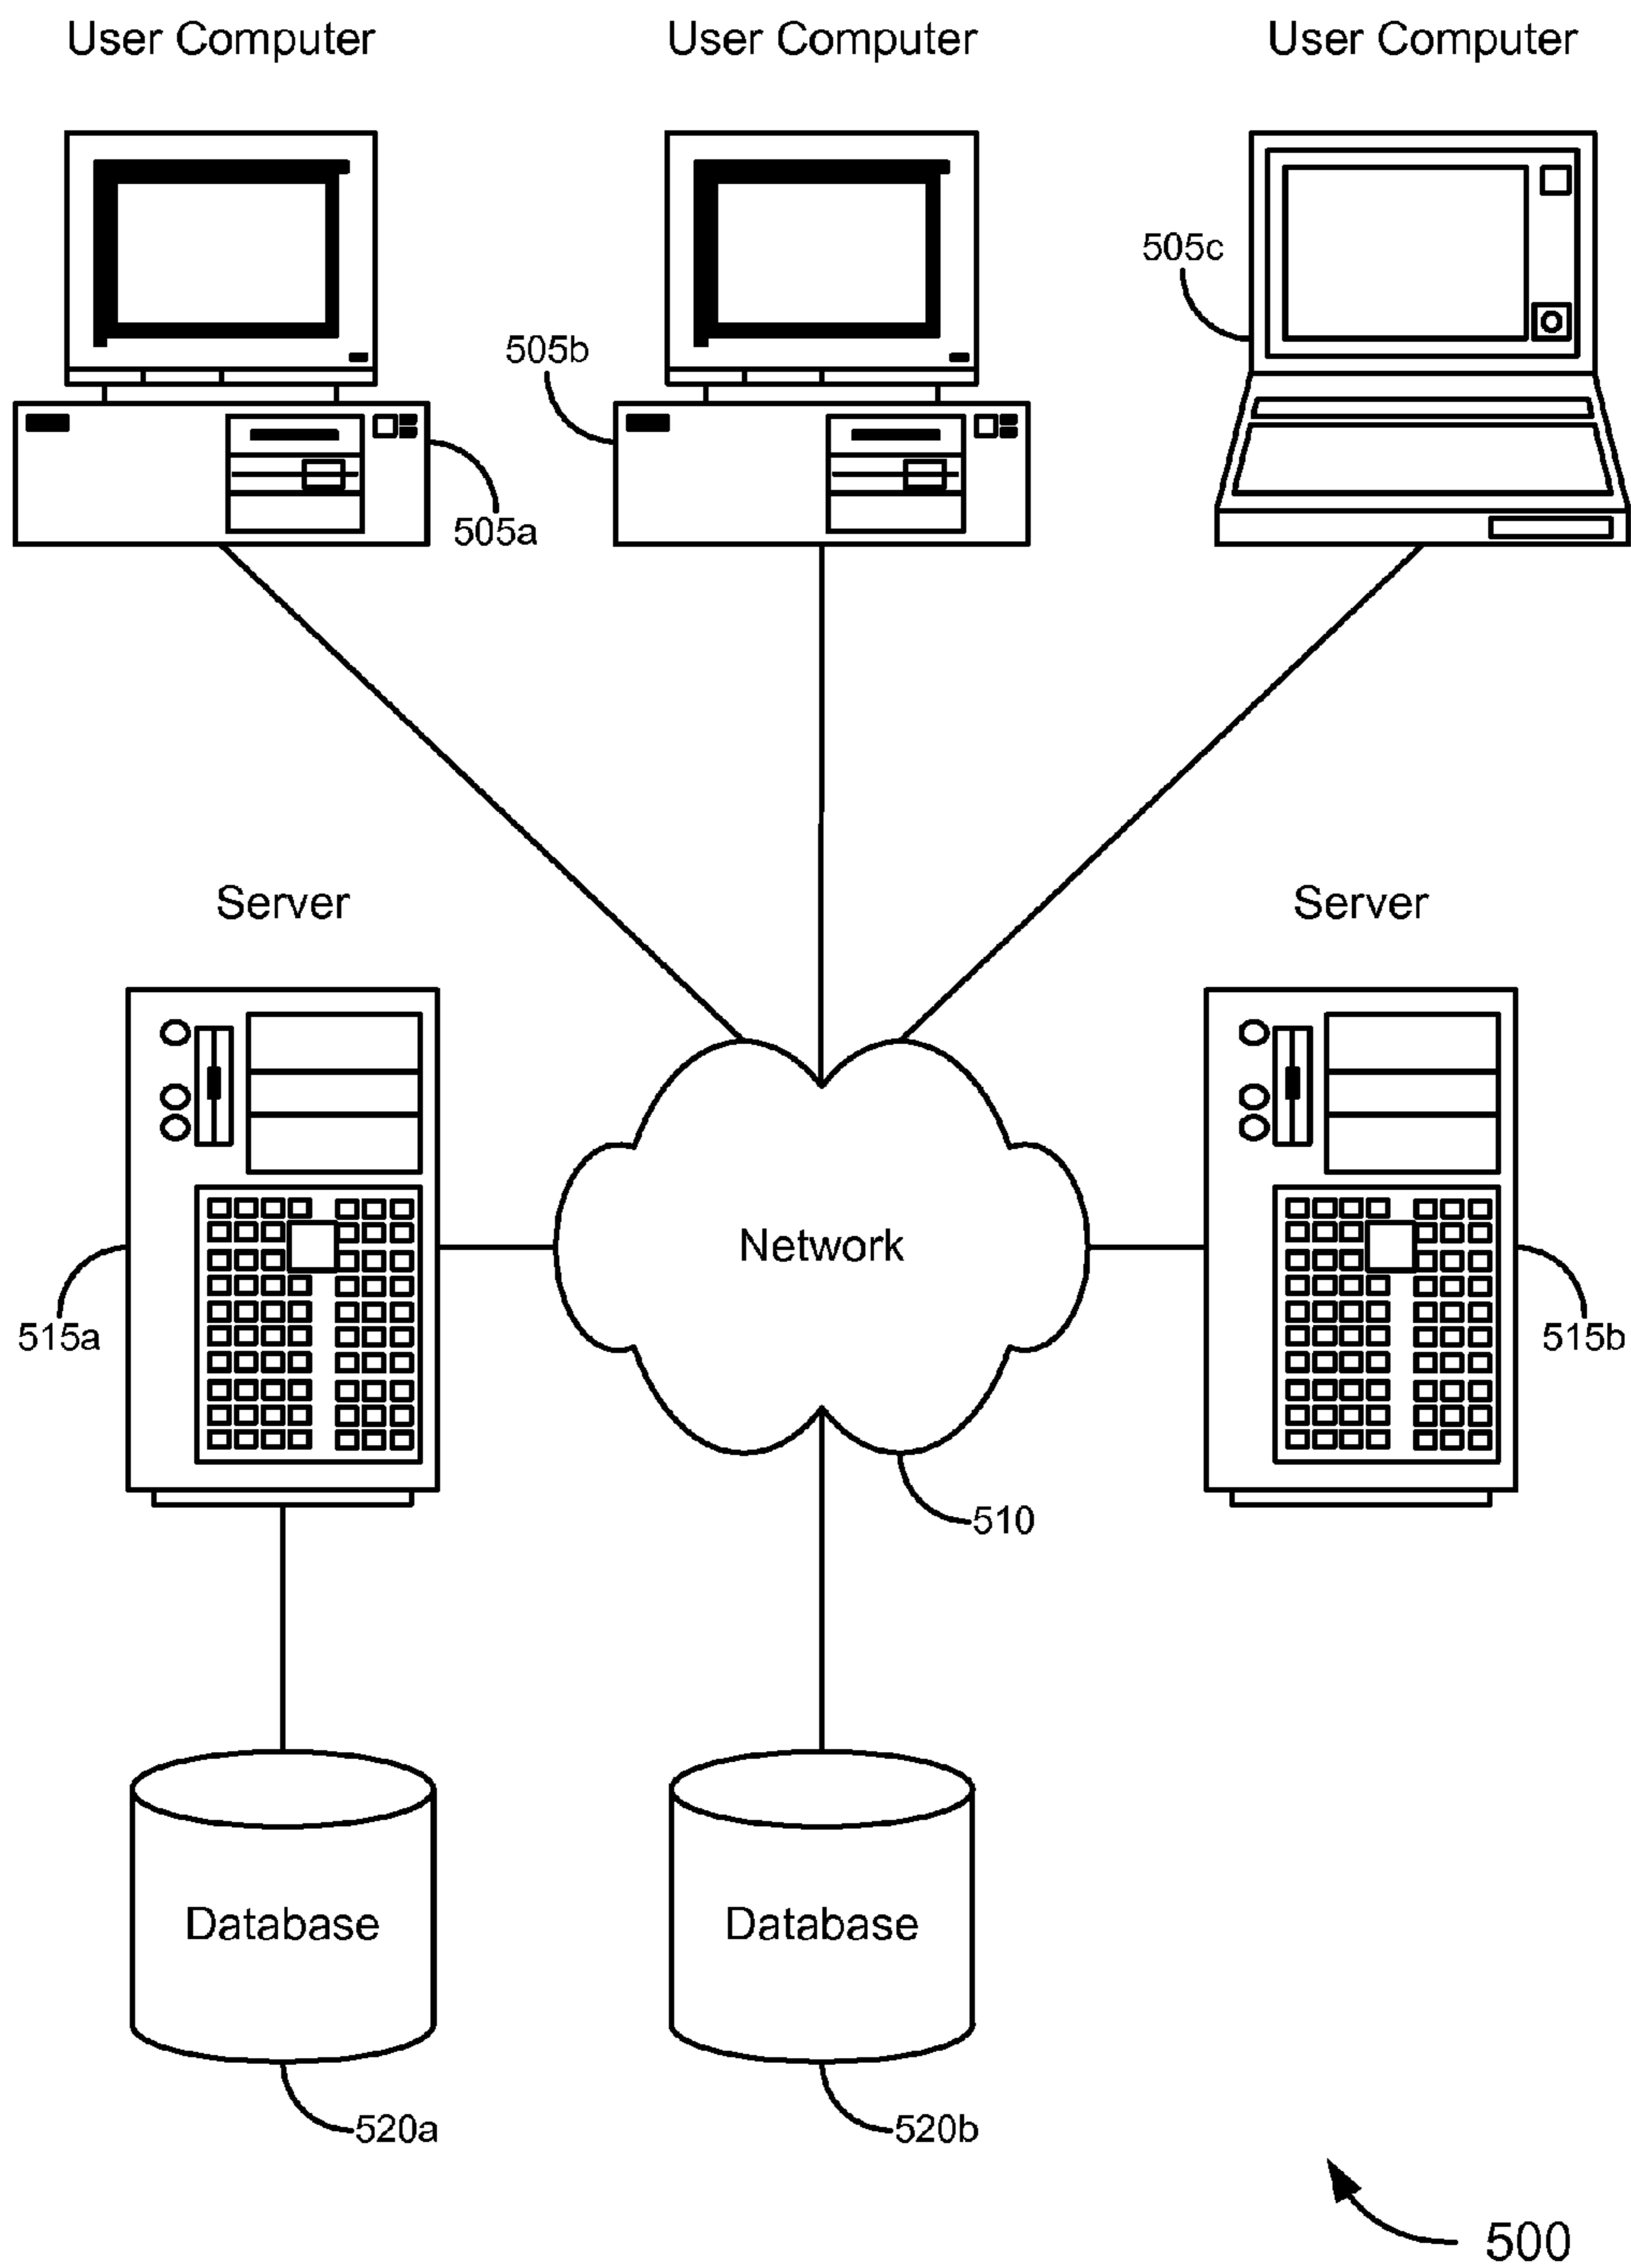 User Computer
User Computer
User Computer
505c
505b
505a
Server
Server
Network
515a
515b
510
Database
Database
520a
520b
500